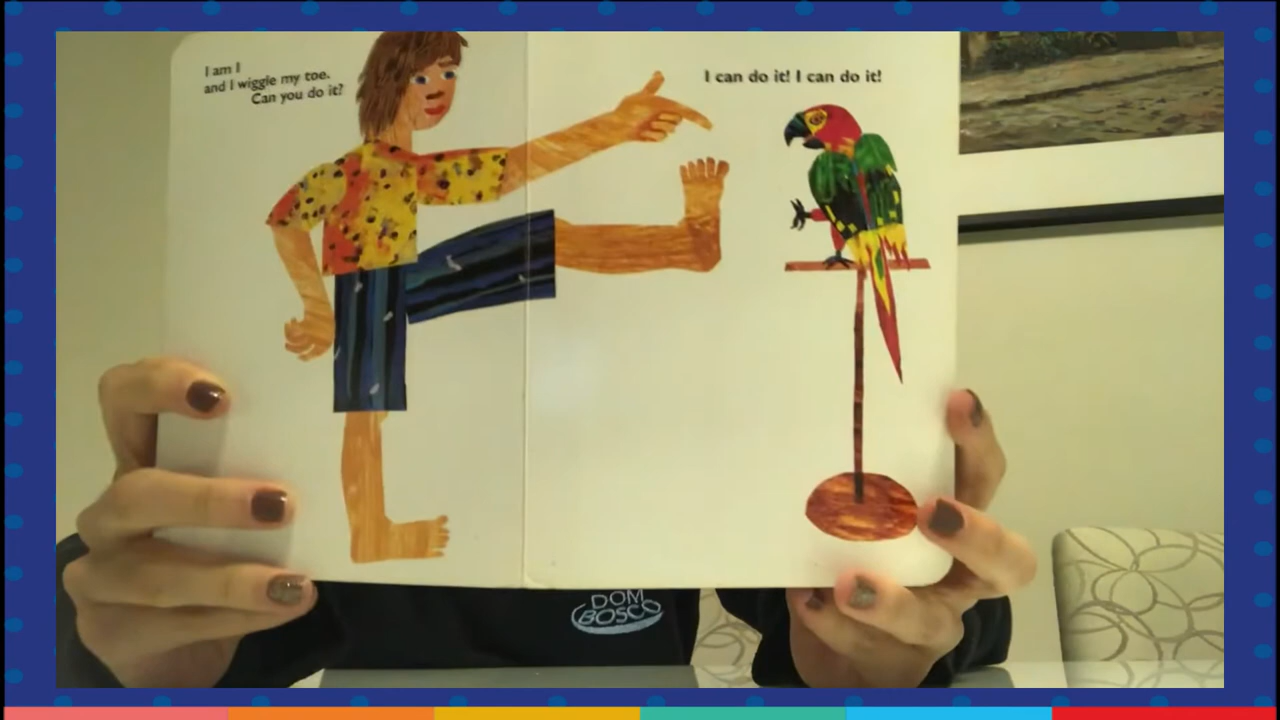 I am I
and I wiggle my toe.
Can you do it?
I can do it! I can do it!
DOM
BOSCO